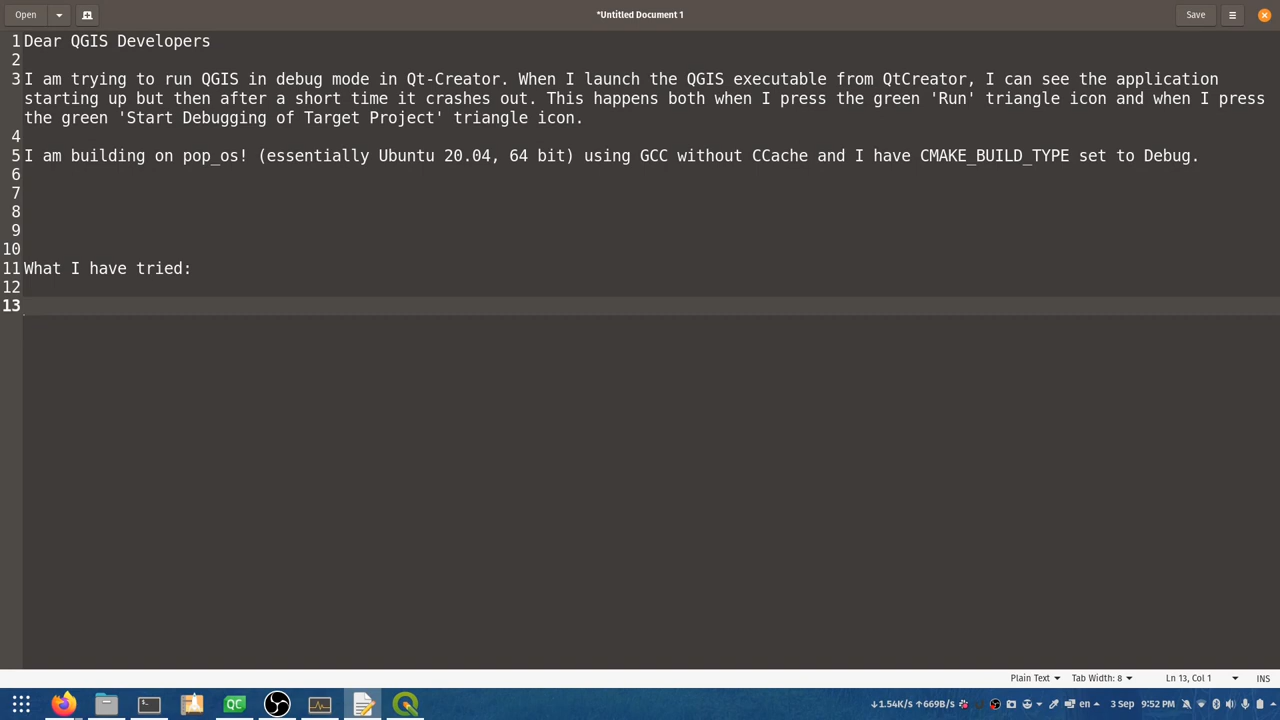 Open
*Untitled Document 1
Save
1 Dear QGIS Developers
2
3 I am trying to run QGIS in debug mode in Qt-Creator. When I launch the QGIS executable from QtCreator, I can see the application
starting up but then after a short time it crashes out. This happens both when I press the green 'Run' triangle icon and when I press
the green 'Start Debugging of Target Project' triangle icon.
4
5 I am building on pop_os! (essentially Ubuntu 20.04, 64 bit) using GCC without CCache and I have CMAKE_BUILD_TYPE set to Debug.
6
7
8
9
10
11 What I have tried:
12
13
Plain Text Tab Width: 8 Ln 13, Col 1 INS
QC ↓1.54K/s ↑669B/s en 3 Sep 9:52 PM